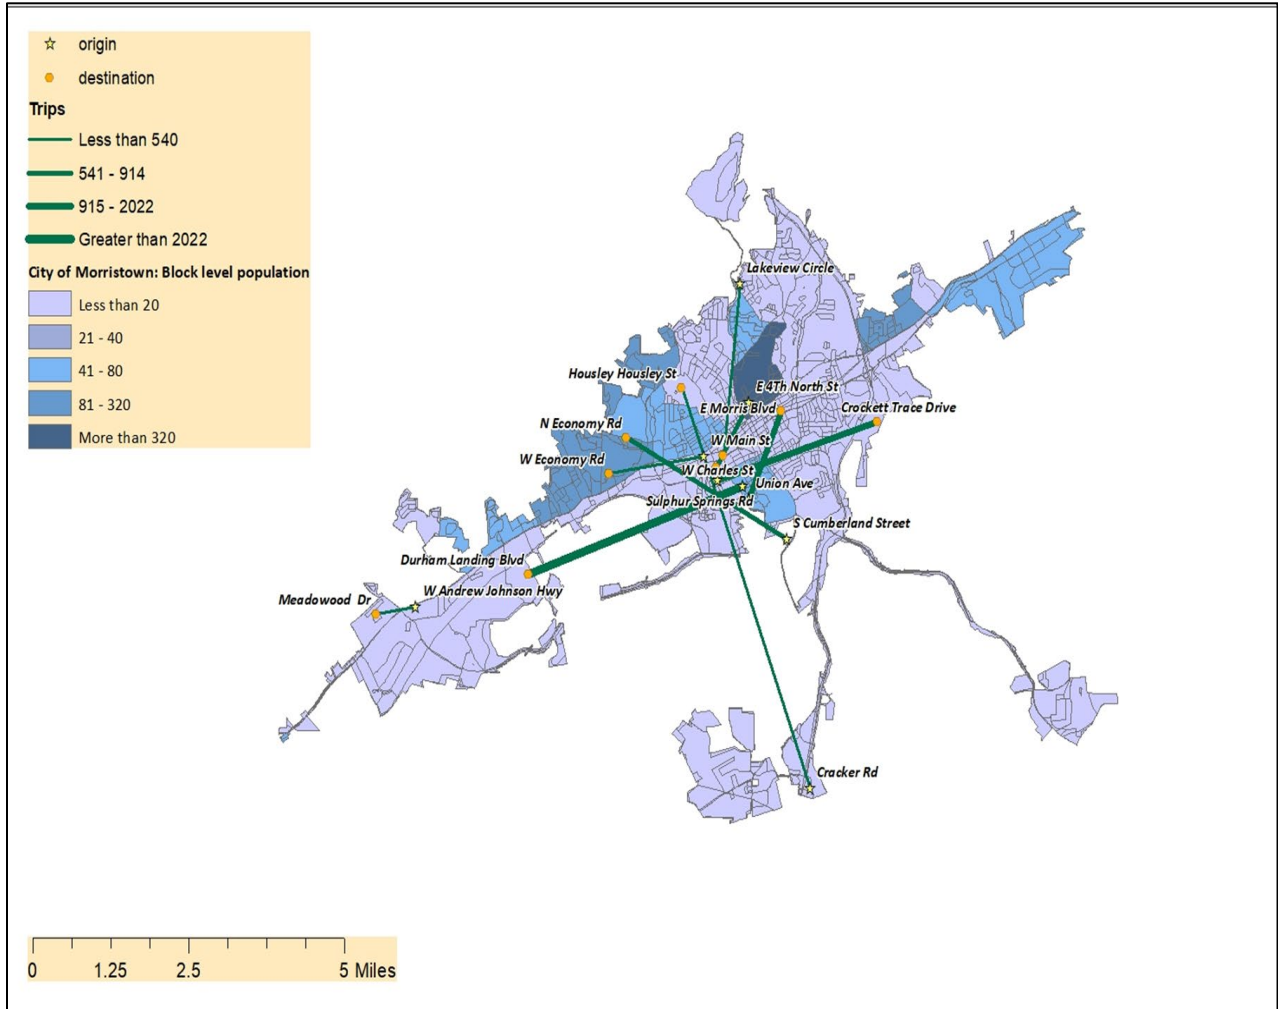 origin
destination
Trips
Less than 540
541 - 914
915 - 2022
Greater than 2022
City of Morristown: Block level population
Less than 20
21 - 40
41 - 80
81 - 320
More than 320
Lakeview Circle
Housley Housley St
E 4Th North St
E Morris Blvd
Crockett Trace Drive
N Economy Rd
W Main St
W Economy Rd
W Charles St
Union Ave
Sulphur Springs Rd
S Cumberland Street
Durham Landing Blvd
W Andrew Johnson Hwy
Meadowood Dr
Cracker Rd
0 1.25 2.5 5 Miles